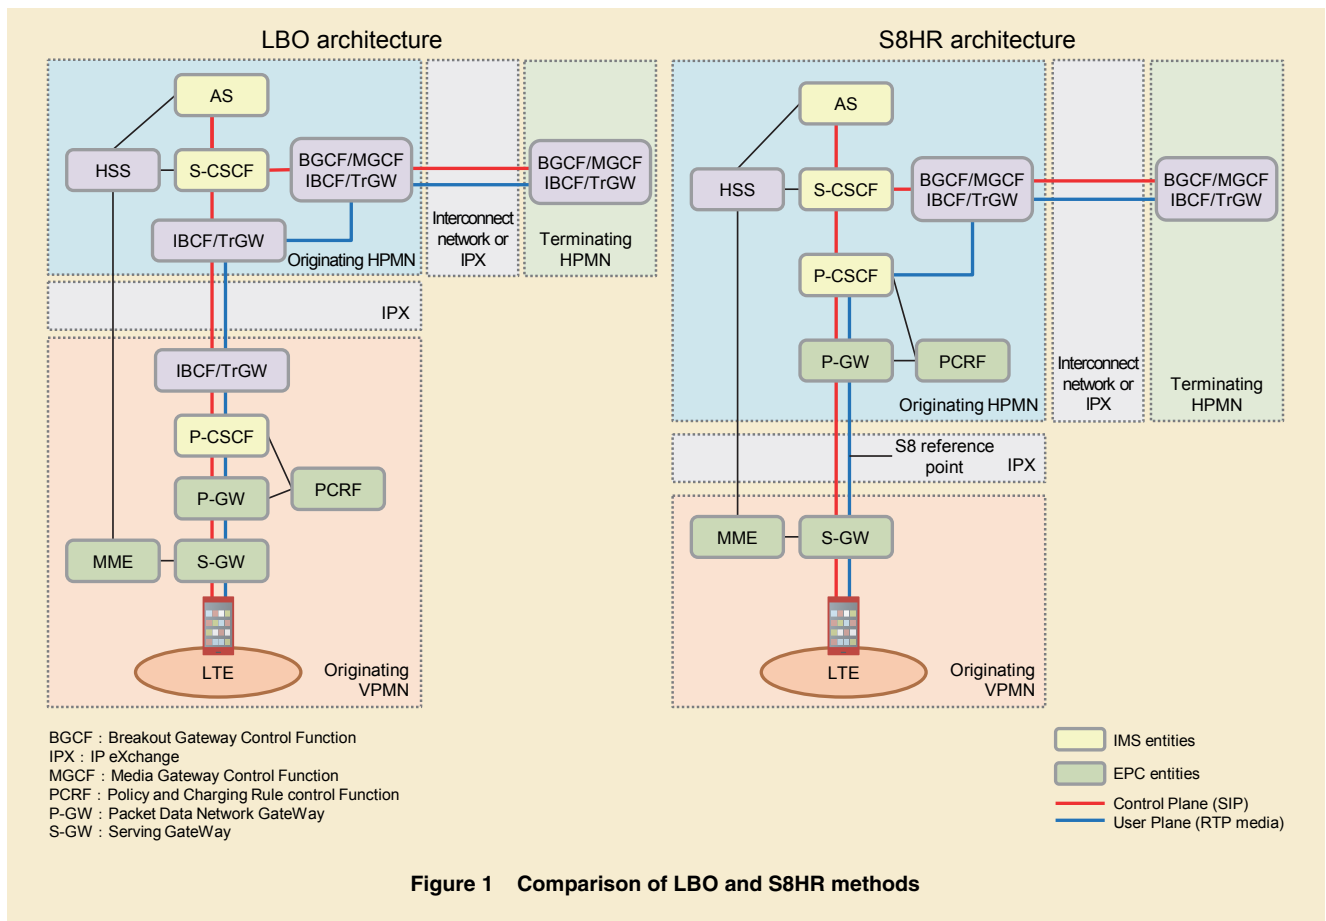 LBO architecture
AS
HSS
S-CSCF
BGCF/MGCF
IBCF/TrGW
BGCF/MGCF
IBCF/TrGW
IBCF/TrGW
Originating HPMN
Interconnect
network or
IPX
Terminating
HPMN
IPX
IBCF/TrGW
P-CSCF
P-GW
PCRF
MME
S-GW
LTE
Originating
VPMN
S8HR architecture
AS
HSS
S-CSCF
BGCF/MGCF
IBCF/TrGW
BGCF/MGCF
IBCF/TrGW
P-CSCF
P-GW
PCRF
Originating HPMN
Interconnect
network or
IPX
Terminating
HPMN
S8 reference
point
IPX
MME
S-GW
LTE
Originating
VPMN
BGCF : Breakout Gateway Control Function
IPX : IP eXchange
MGCF : Media Gateway Control Function
PCRF : Policy and Charging Rule control Function
P-GW : Packet Data Network GateWay
S-GW : Serving GateWay
IMS entities
EPC entities
Control Plane (SIP)
User Plane (RTP media)
Figure 1 Comparison of LBO and S8HR methods